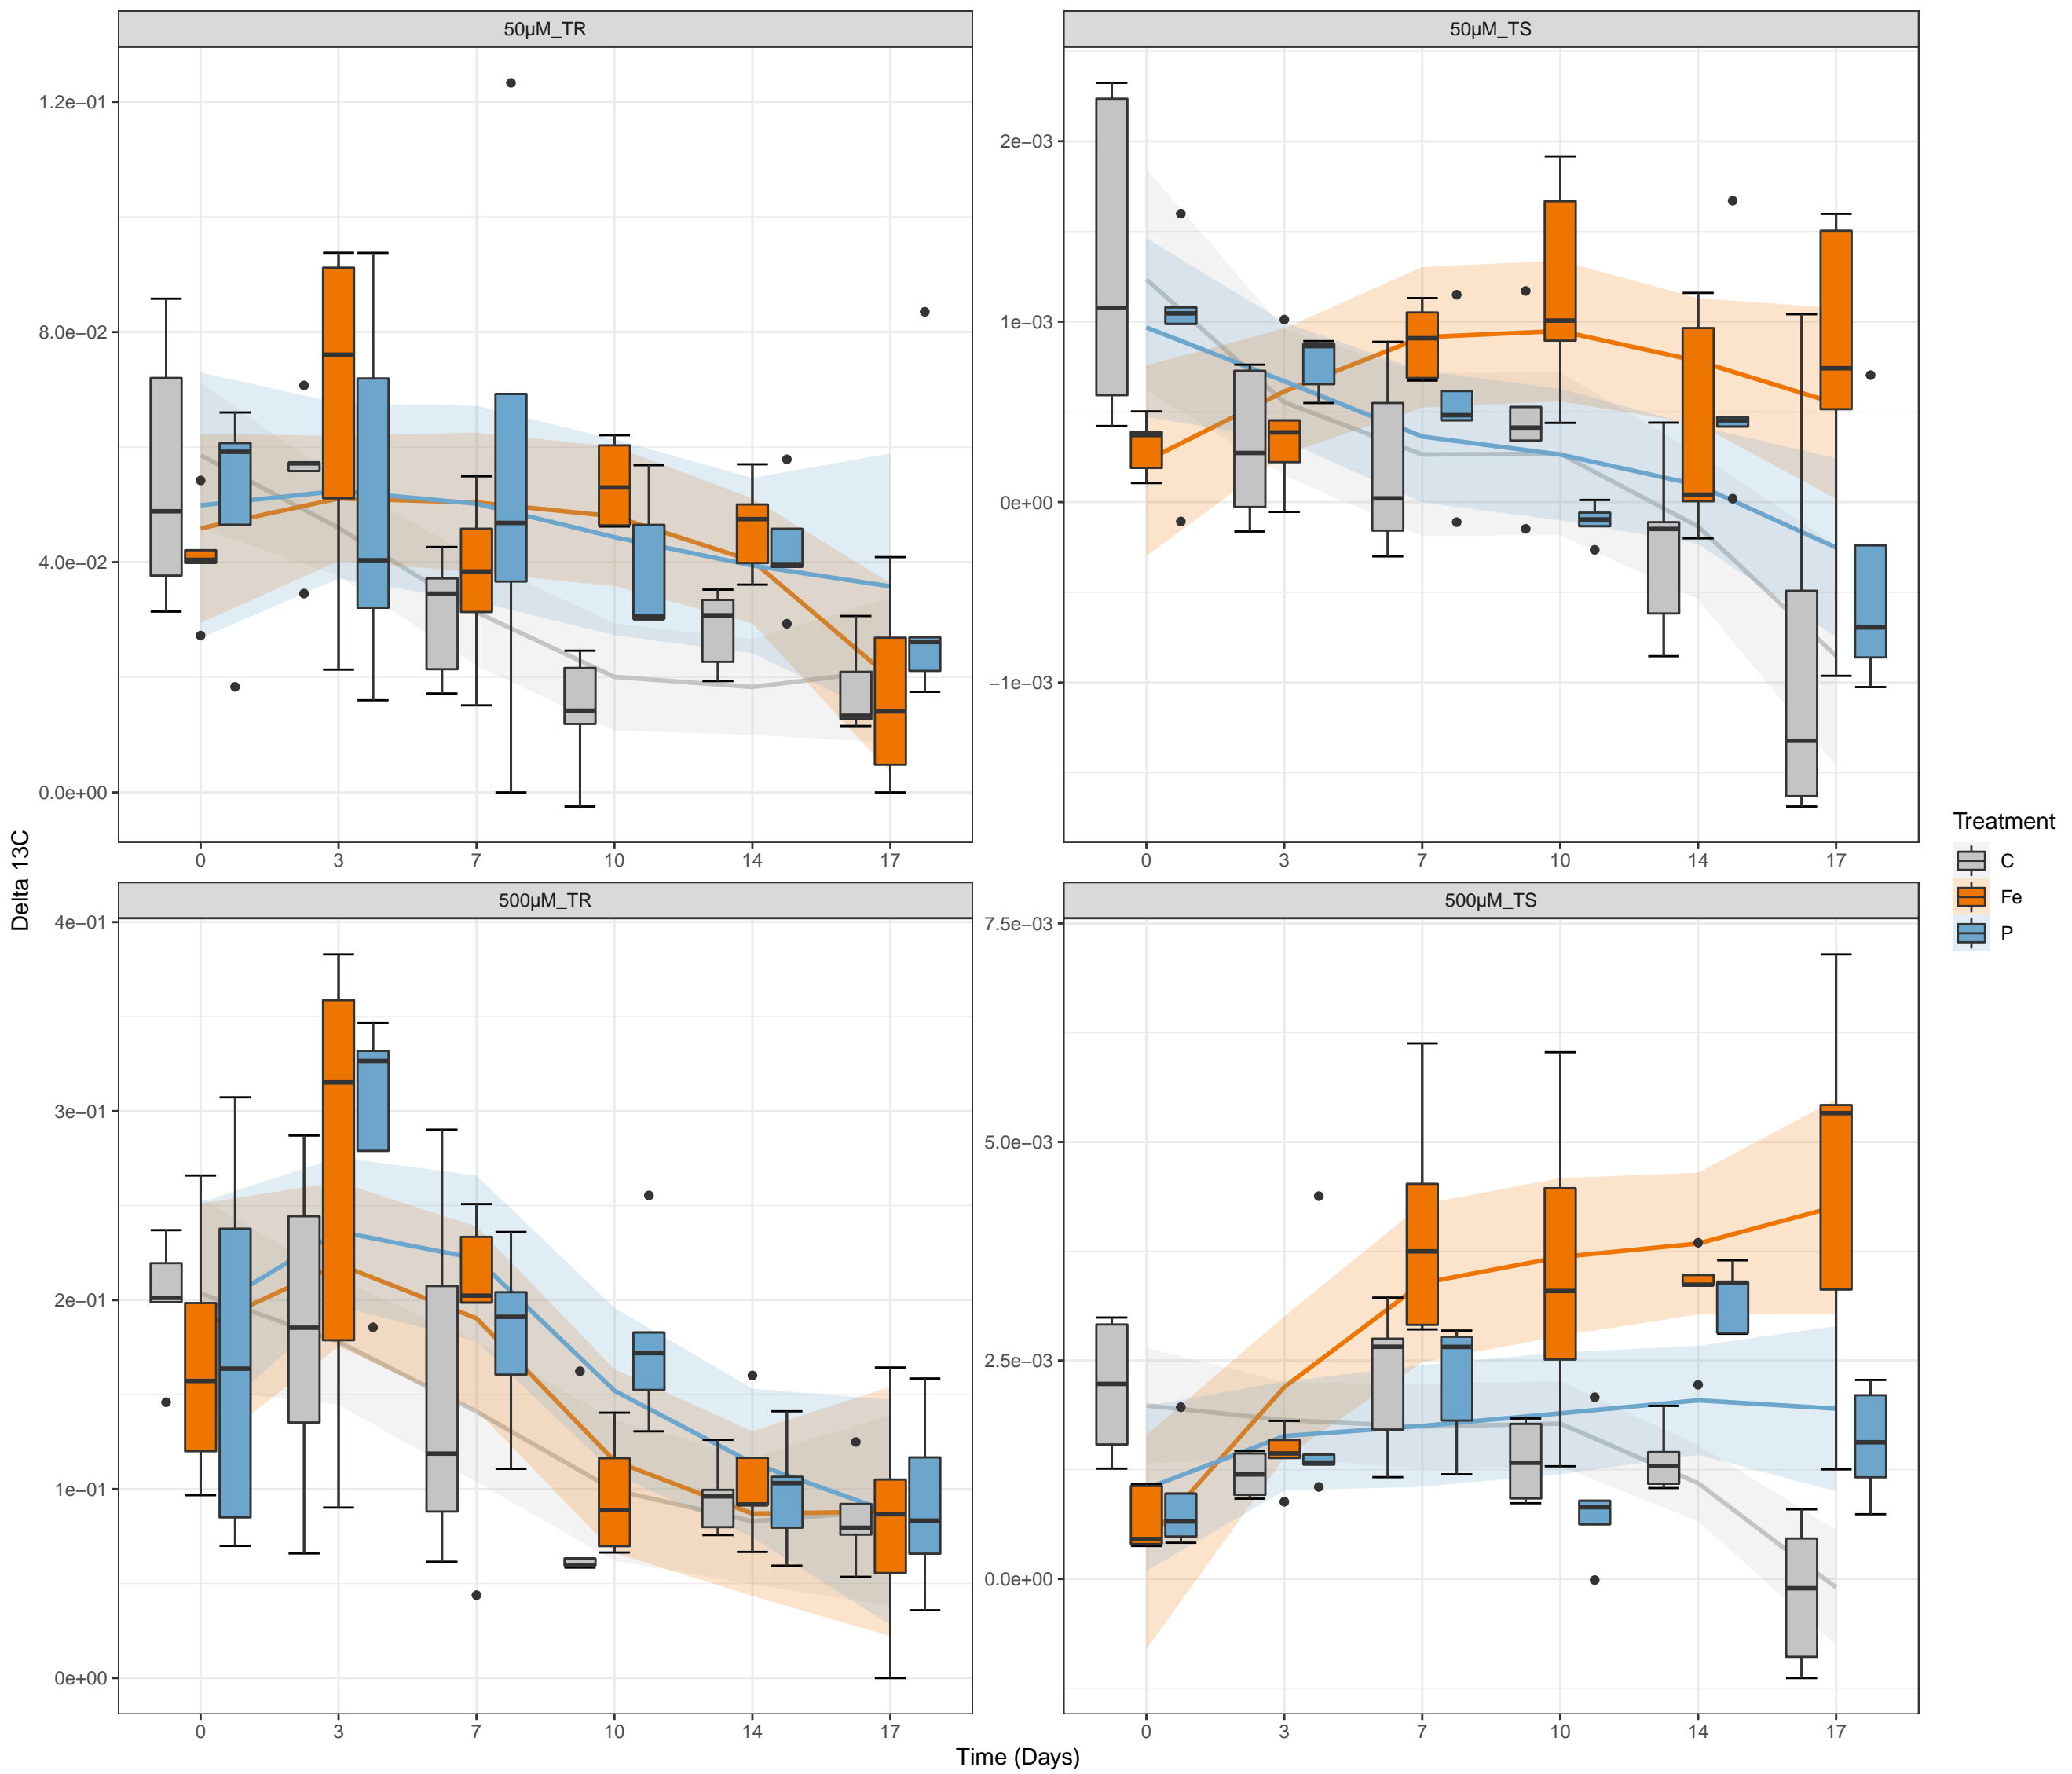 50µM_TR
50µM_TS
1.2e−01
8.0e−02
4.0e−02
0.0e+00
2e−03
1e−03
0e+00
−1e−03
0 3 7 10 14 17
0 3 7 10 14 17
Delta 13C
Treatment
C
Fe
P
500µM_TR
500µM_TS
4e−01
3e−01
2e−01
1e−01
0e+00
7.5e−03
5.0e−03
2.5e−03
0.0e+00
0 3 7 10 14 17
0 3 7 10 14 17
Time (Days)